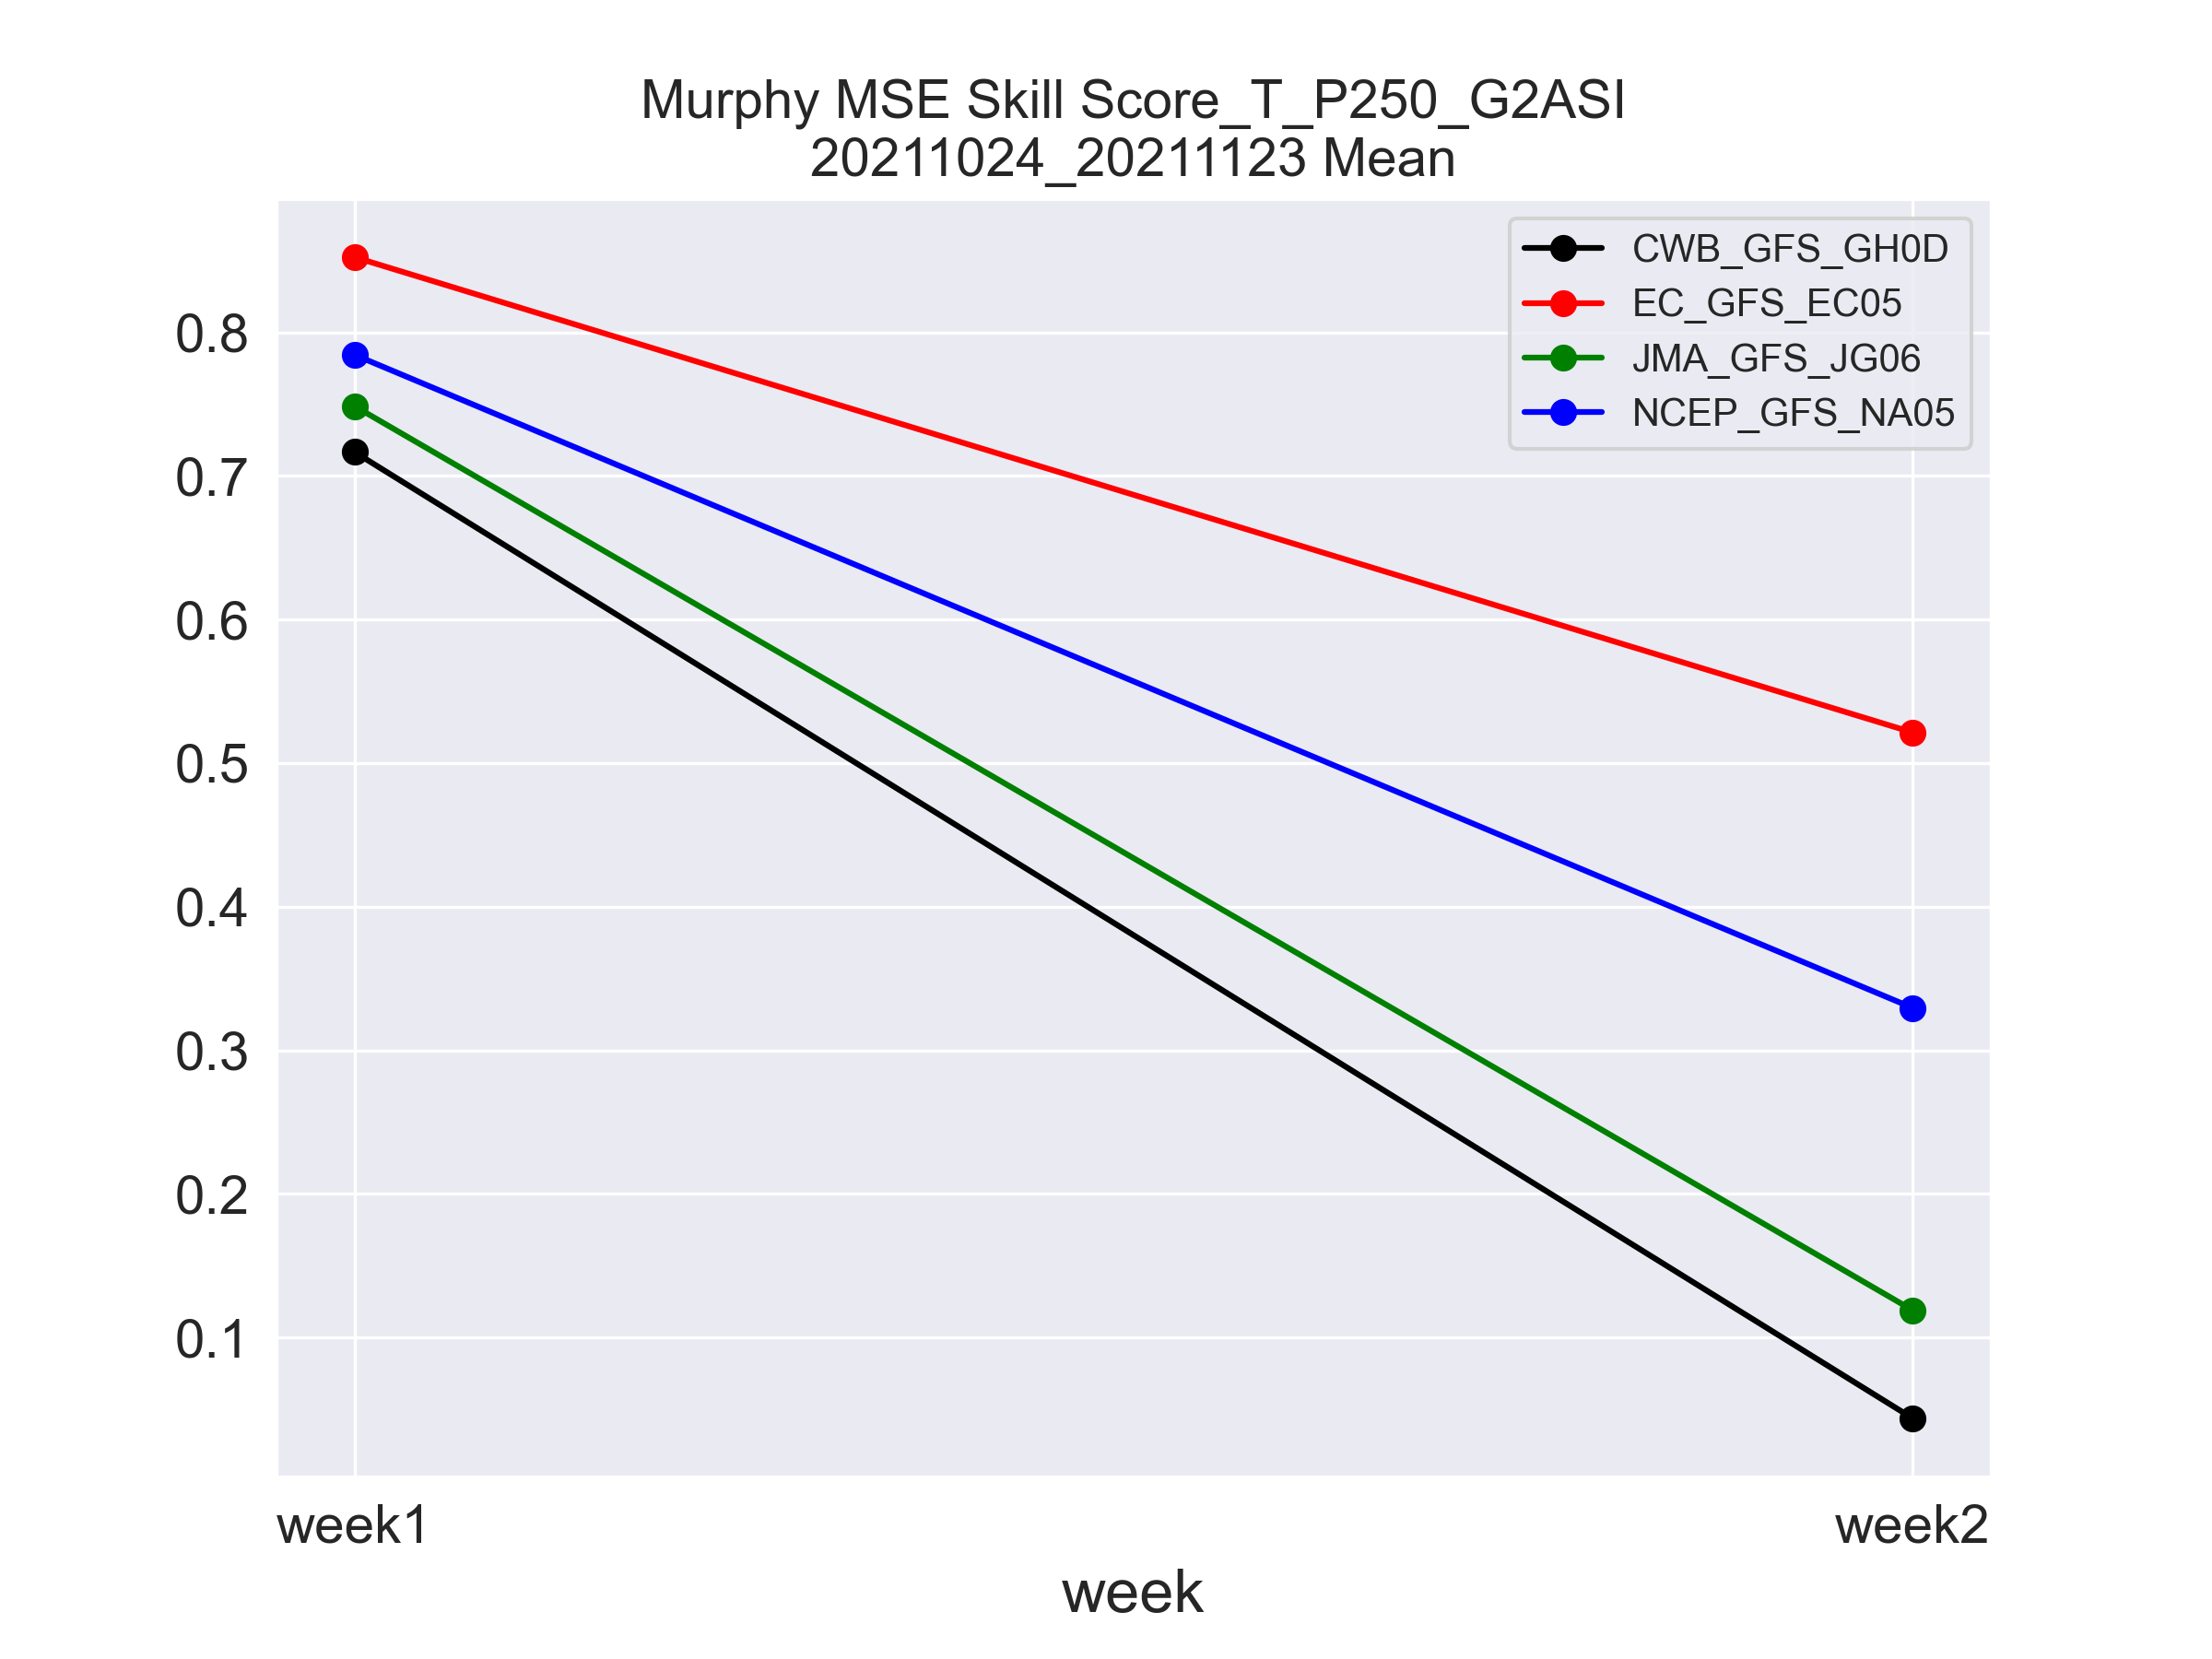 Murphy MSE Skill Score_T_P250_G2ASI
20211024_20211123 Mean
CWB_GFS_GH0D
EC_GFS_EC05
JMA_GFS_JG06
NCEP_GFS_NA05
0.8
0.7
0.6
0.5
0.4
0.3
0.2
0.1
week1
week2
week